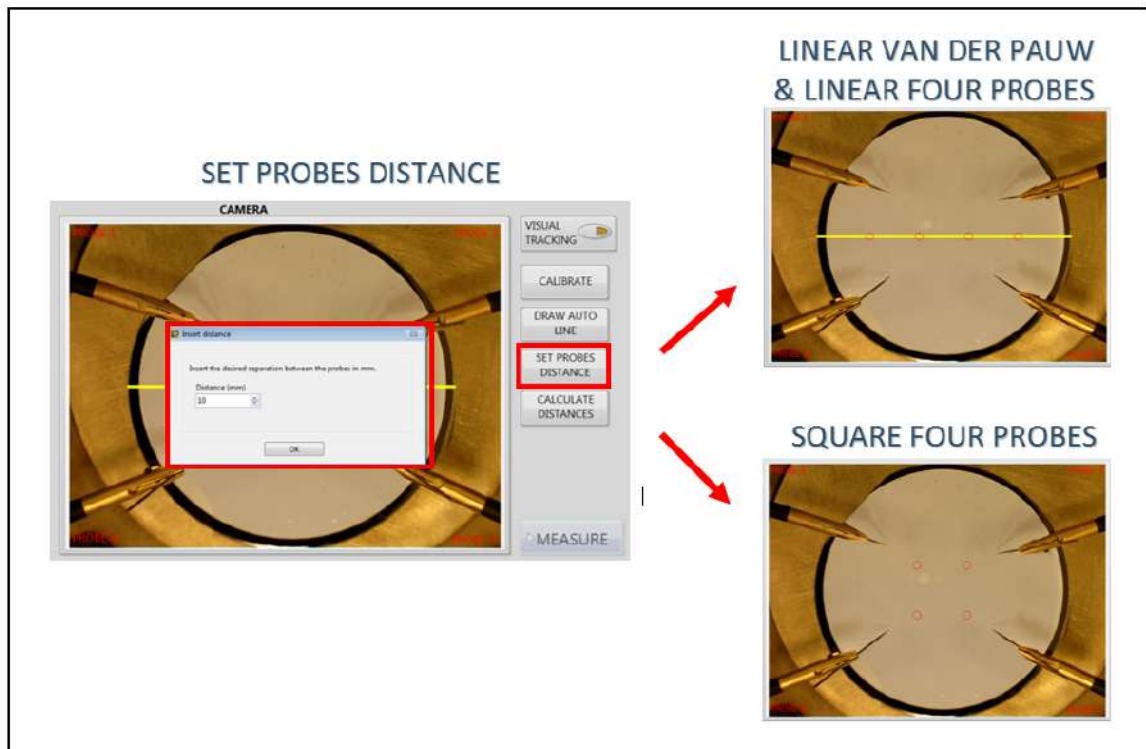 LINEAR VAN DER PAUW
& LINEAR FOUR PROBES
SET PROBES DISTANCE
CAMERA
VISUAL
TRACKING
CALIBRATE
DRAW AUTO
LINE
SET PROBES
DISTANCE
CALCULATE
DISTANCES
MEASURE
Insert distance
Insert the desired separation between the probes in mm.
Distance (mm)
10
OK
SQUARE FOUR PROBES